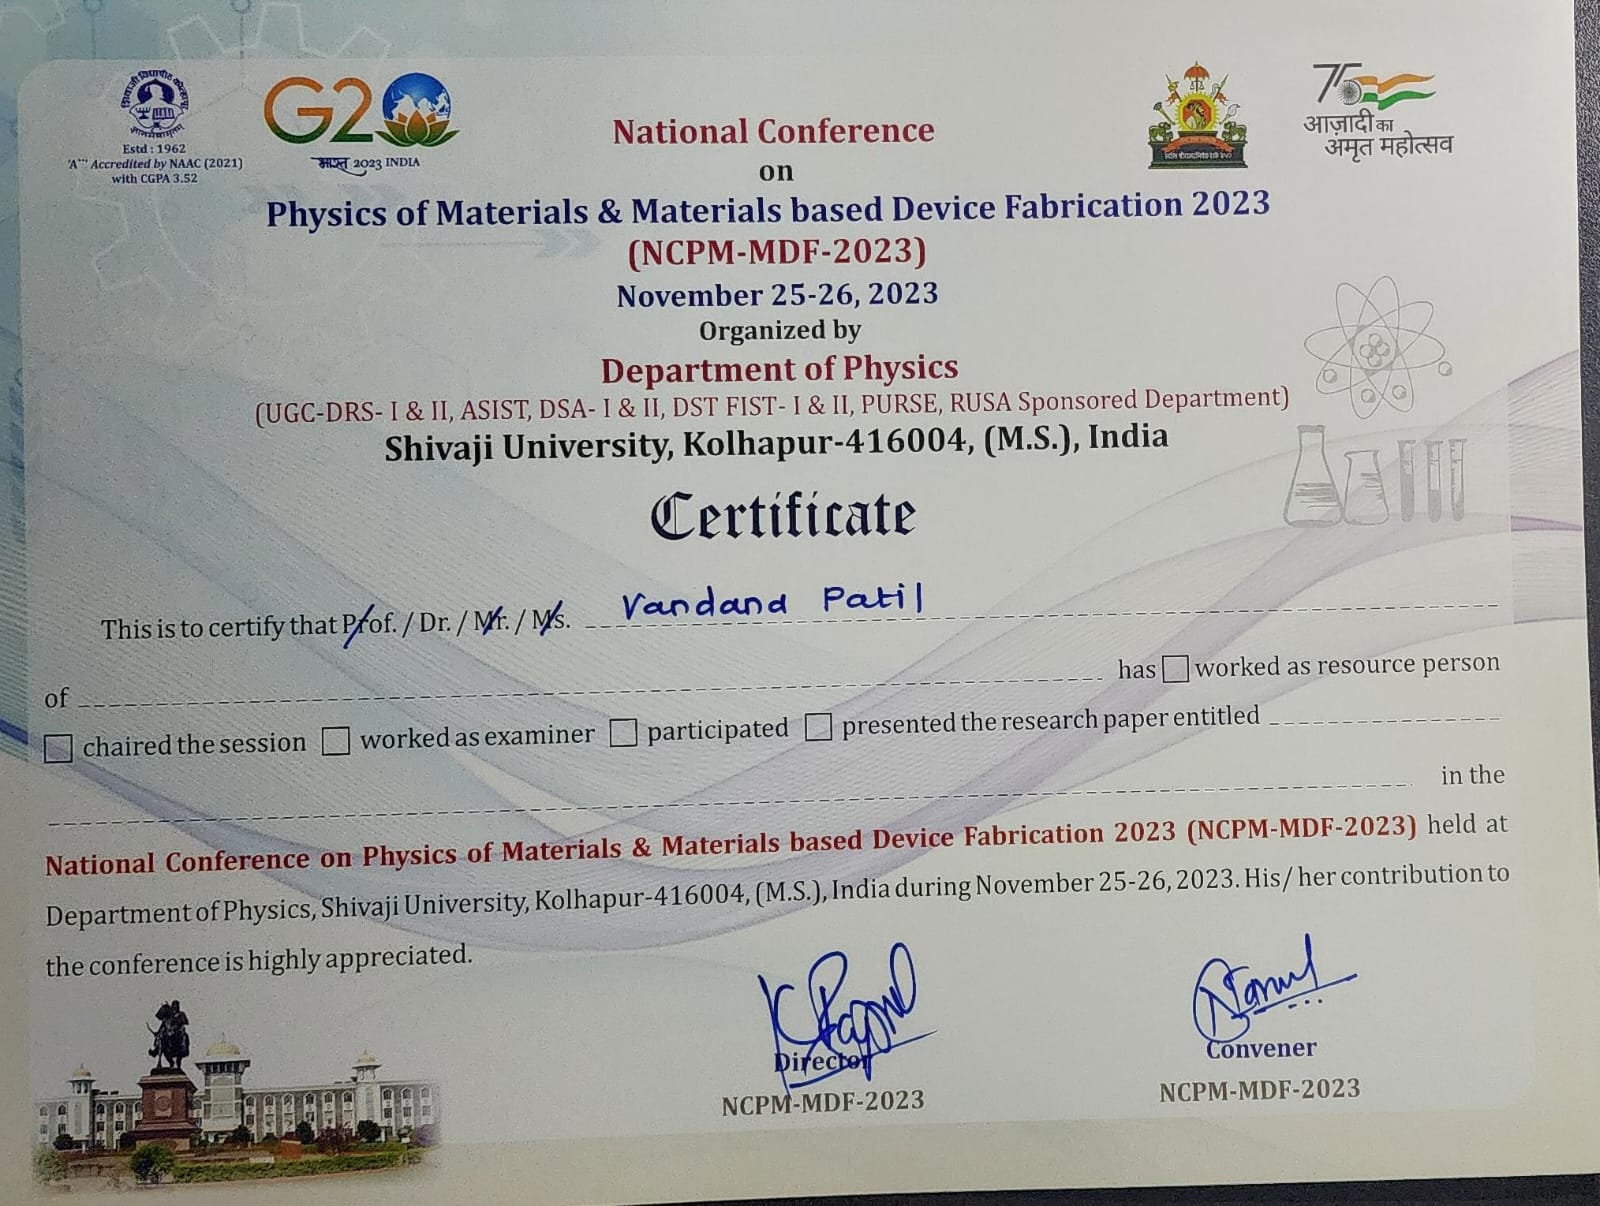 शिवाजी विद्यापीठ कोल्हापूर
ज्ञानमेवामृतम्
Estd : 1962
'A⁺⁺' Accredited by NAAC (2021)
with CGPA 3.52
G20
भारत 2023 INDIA
75
आज़ादी का
अमृत महोत्सव
National Conference
on
Physics of Materials & Materials based Device Fabrication 2023
(NCPM-MDF-2023)
November 25-26, 2023
Organized by
Department of Physics
(UGC-DRS- I & II, ASIST, DSA- I & II, DST FIST- I & II, PURSE, RUSA Sponsored Department)
Shivaji University, Kolhapur-416004, (M.S.), India
Certificate
This is to certify that Prof. / Dr. / Mr. / Ms. Vandana Patil
of has worked as resource person
chaired the session worked as examiner participated presented the research paper entitled
in the
National Conference on Physics of Materials & Materials based Device Fabrication 2023 (NCPM-MDF-2023) held at
Department of Physics, Shivaji University, Kolhapur-416004, (M.S.), India during November 25-26, 2023. His/ her contribution to
the conference is highly appreciated.
Director
NCPM-MDF-2023
Convener
NCPM-MDF-2023